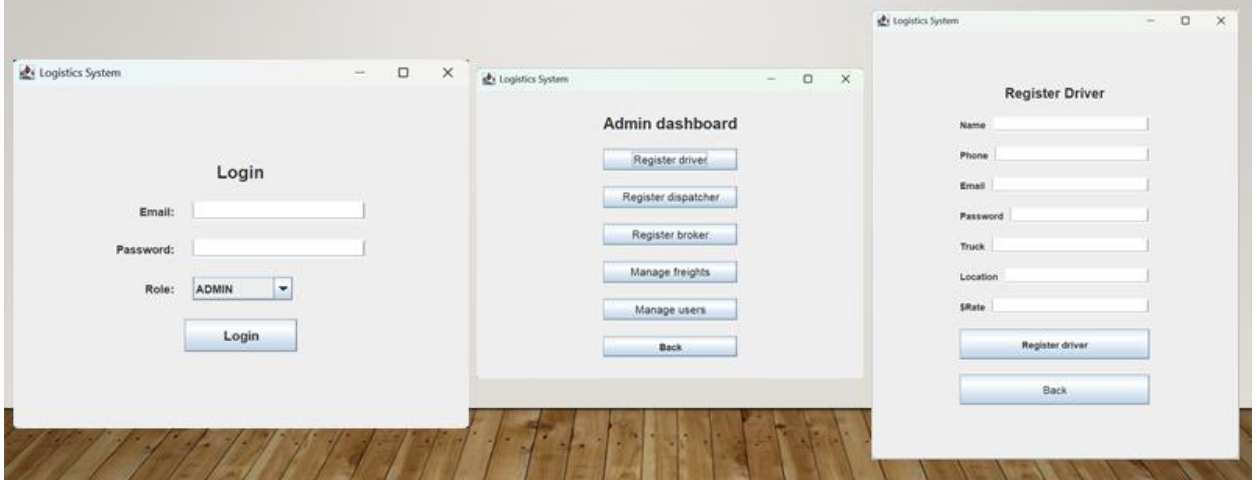 Logistics System
Login
Email:
Password:
Role: ADMIN
Login
Logistics System
Admin dashboard
Register driver
Register dispatcher
Register broker
Manage freights
Manage users
Back
Logistics System
Register Driver
Name
Phone
Email
Password
Truck
Location
$Rate
Register driver
Back